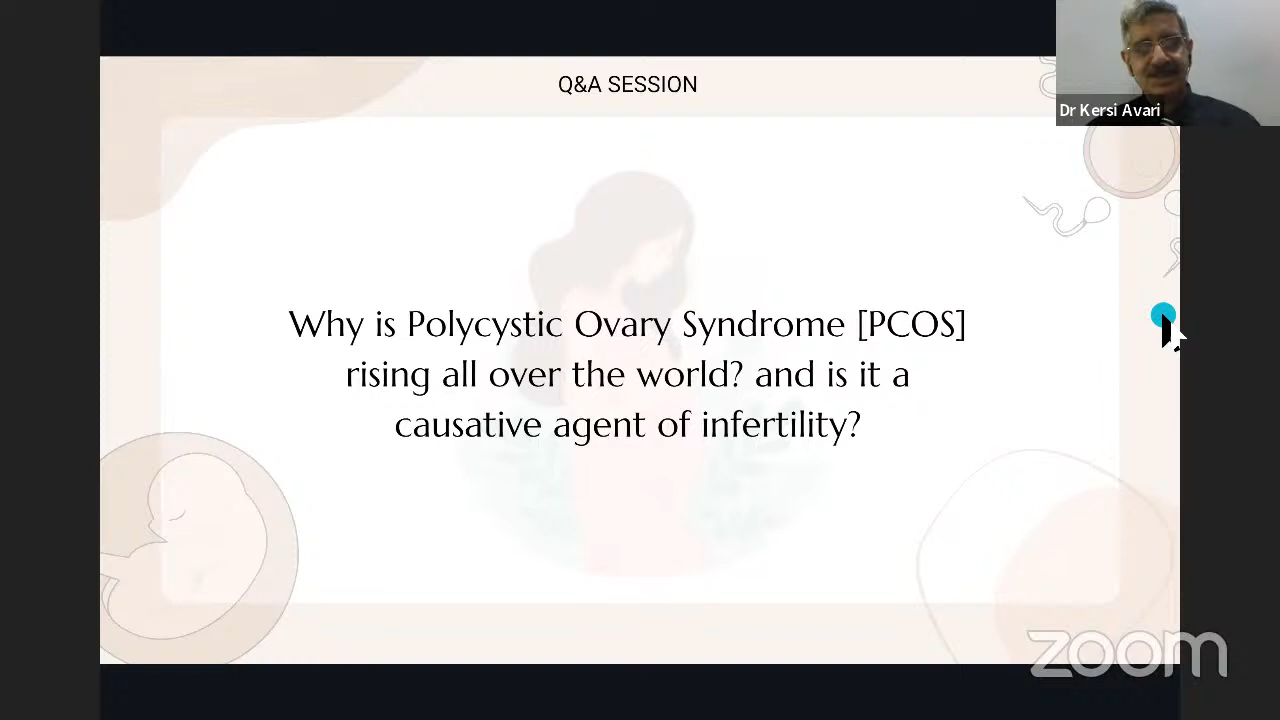 Q&A SESSION
Dr Kersi Avari
Why is Polycystic Ovary Syndrome [PCOS]
rising all over the world? and is it a
causative agent of infertility?
zoom